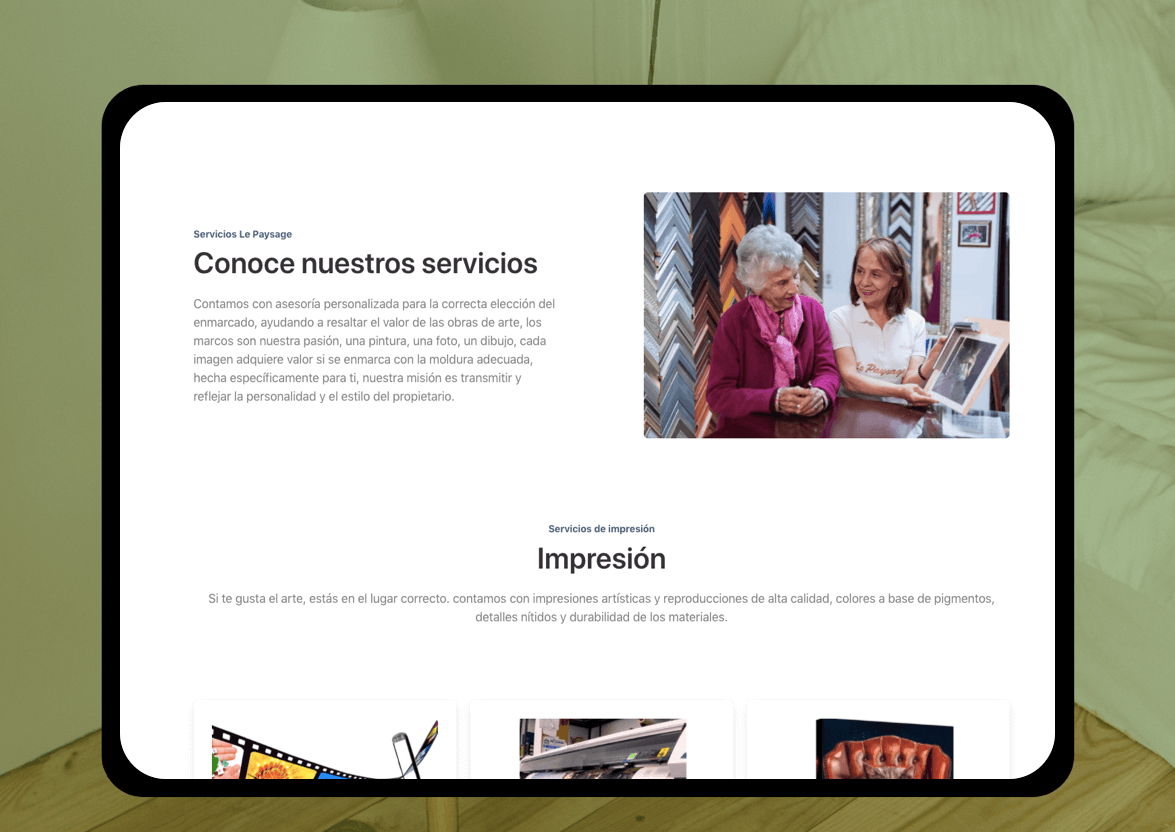 Servicios Le Paysage
Conoce nuestros servicios
Contamos con asesoría personalizada para la correcta elección del
enmarcado, ayudando a resaltar el valor de las obras de arte, los
marcos son nuestra pasión, una pintura, una foto, un dibujo, cada
imagen adquiere valor si se enmarca con la moldura adecuada,
hecha específicamente para ti, nuestra misión es transmitir y
reflejar la personalidad y el estilo del propietario.
Le Paysage
Servicios de impresión
Impresión
Si te gusta el arte, estás en el lugar correcto. contamos con impresiones artísticas y reproducciones de alta calidad, colores a base de pigmentos,
detalles nítidos y durabilidad de los materiales.